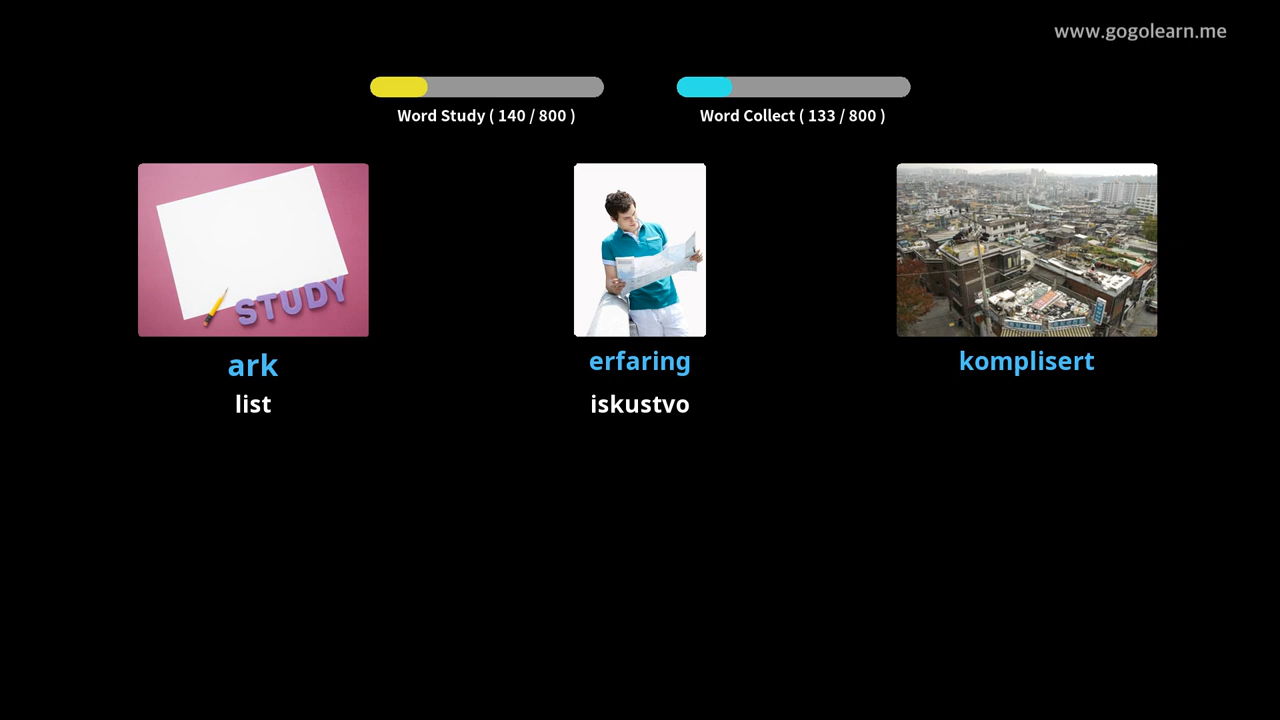 www.gogolearn.me
Word Study ( 140 / 800 )
Word Collect ( 133 / 800 )
STUDY
ark
erfaring
komplisert
list
iskustvo